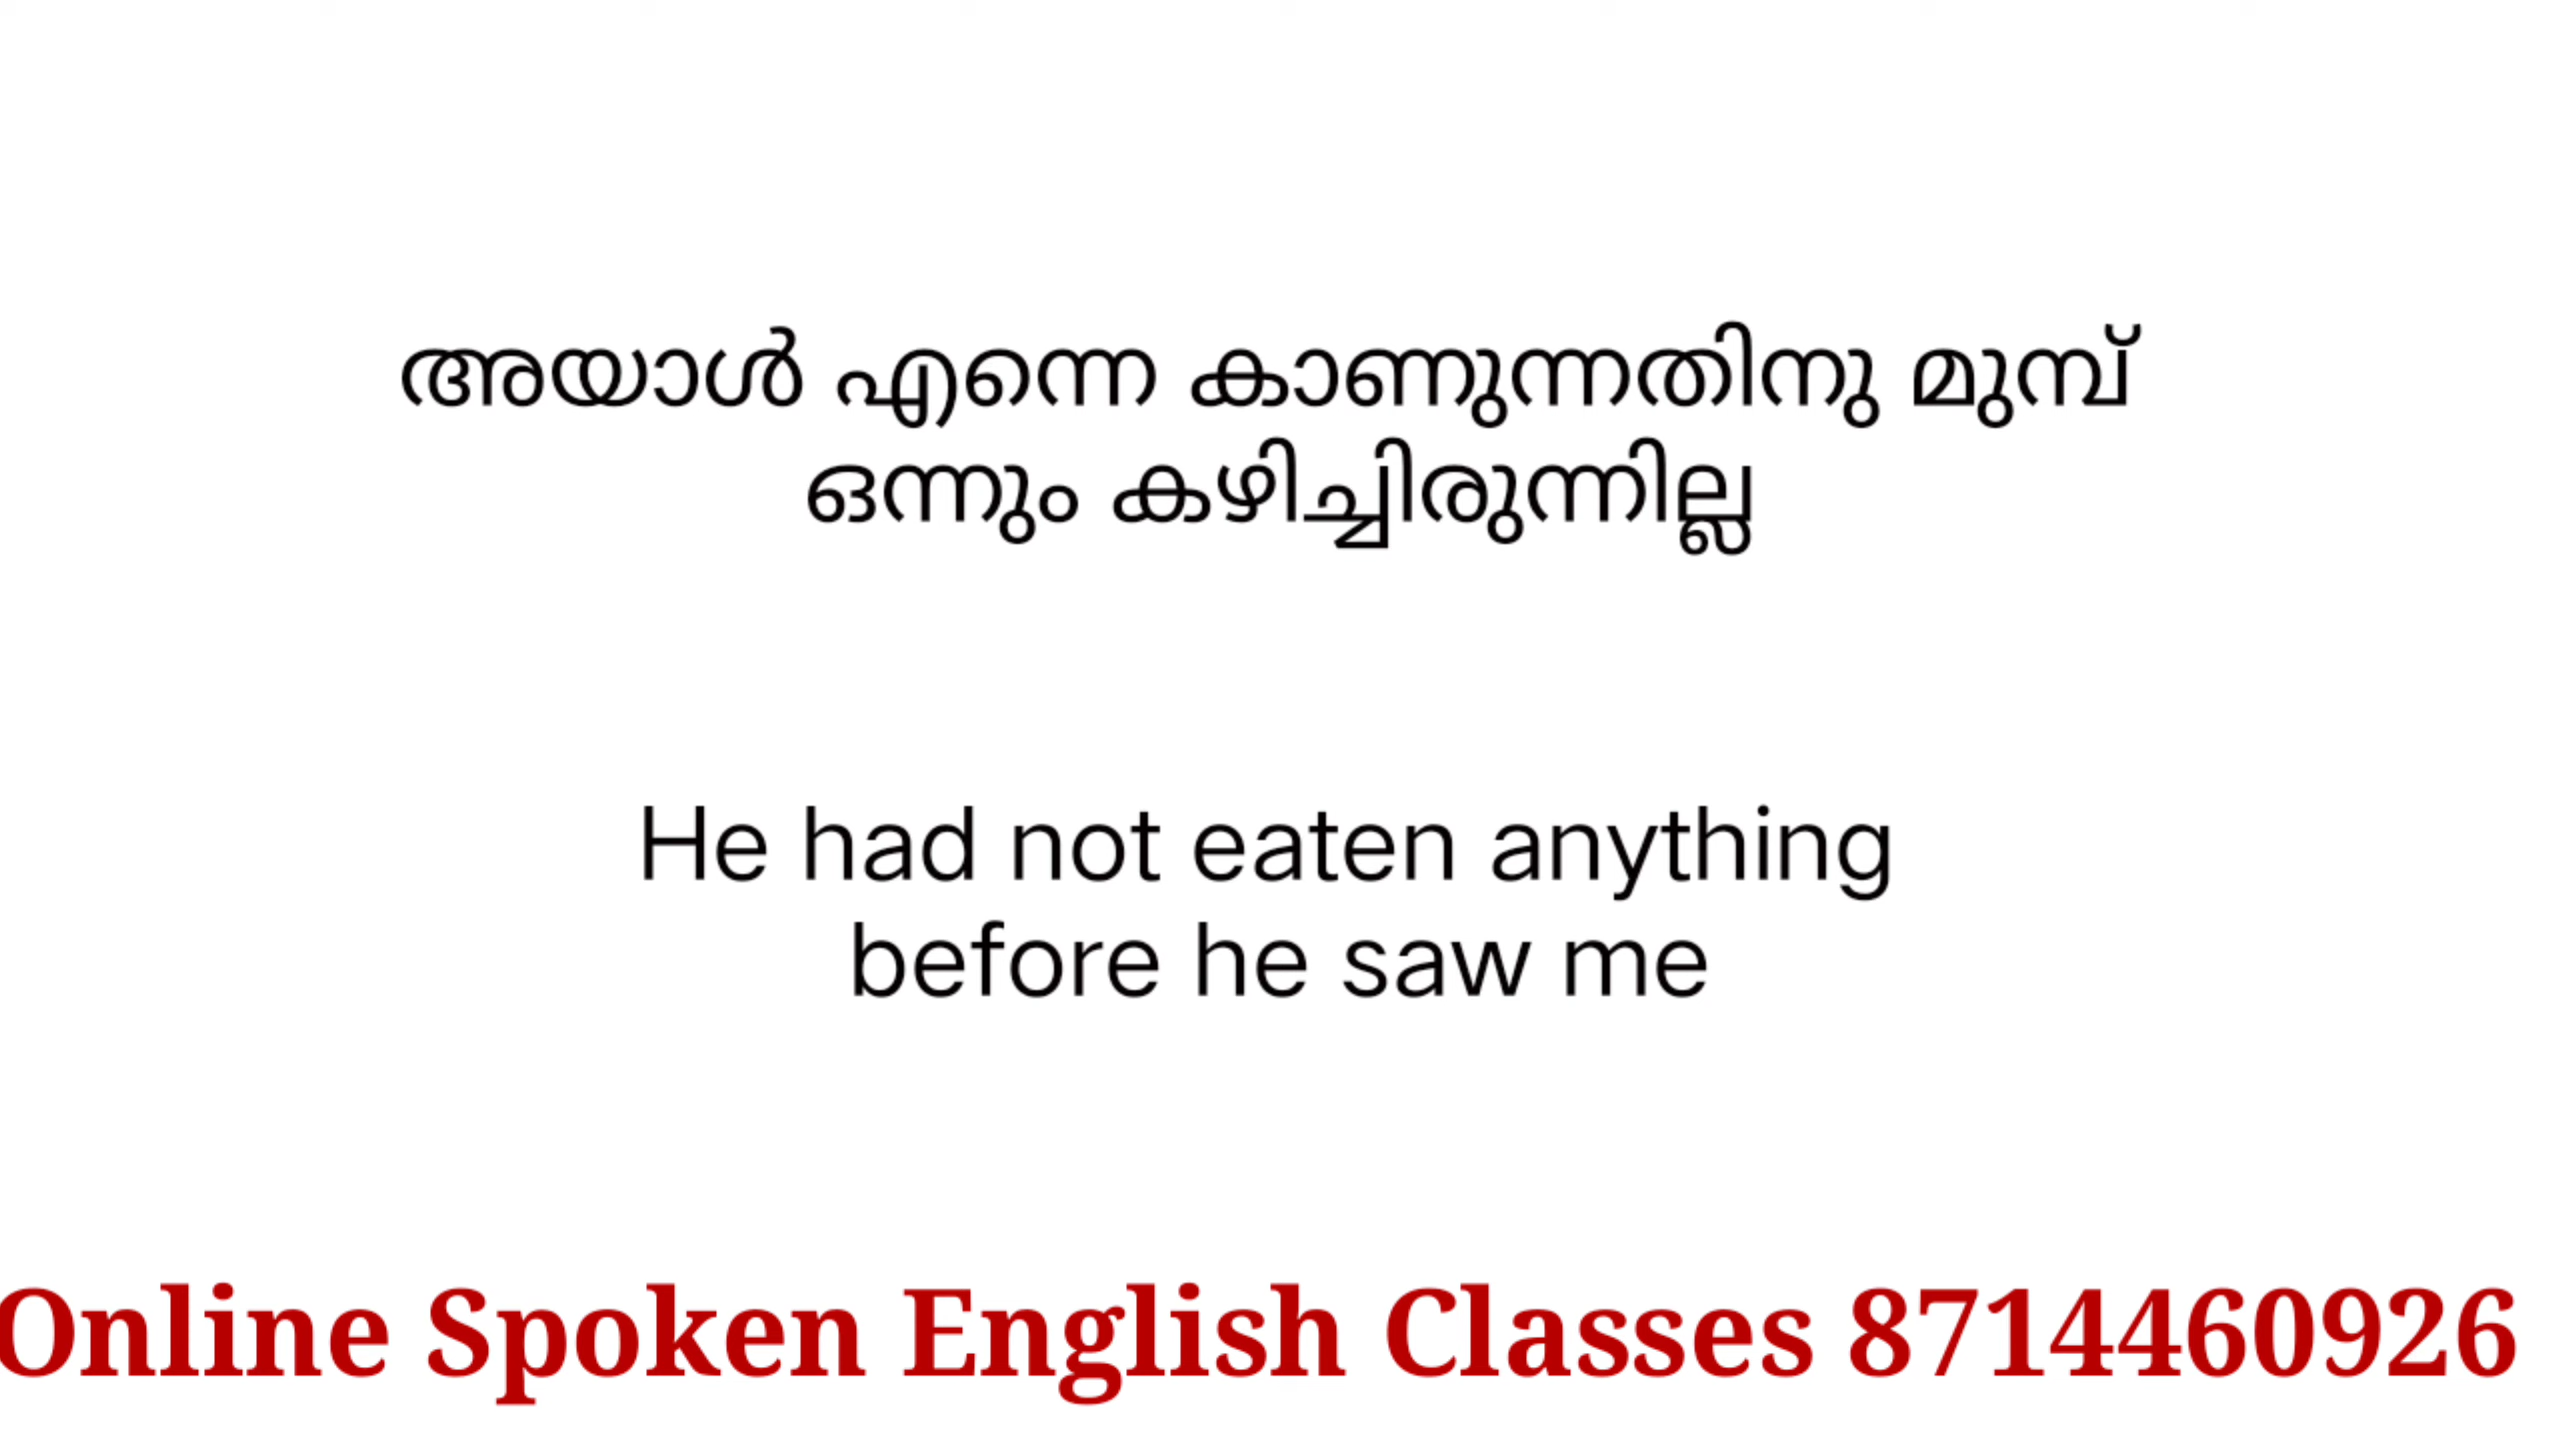 അയാൾ എന്നെ കാണുന്നതിനു മുമ്പ്
ഒന്നും കഴിച്ചിരുന്നില്ല
He had not eaten anything
before he saw me
Online Spoken English Classes 8714460926